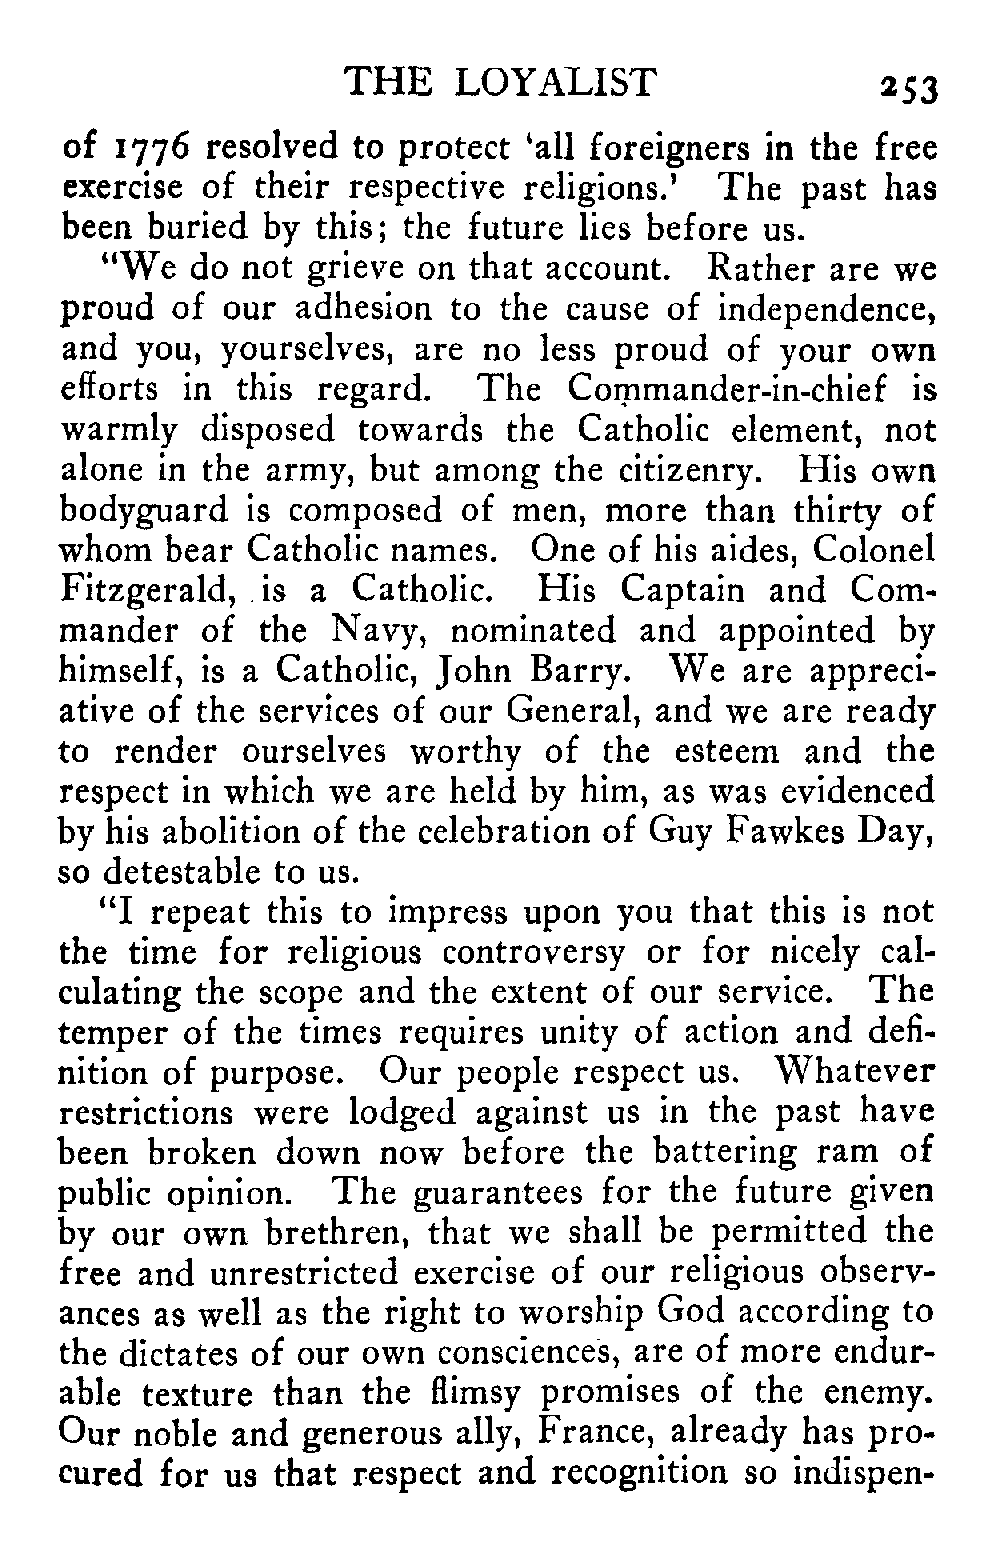 THE LOYALIST 253
of 1776 resolved to protect ‘all foreigners in the free
exercise of their respective religions.’ The past has
been buried by this; the future lies before us.
“We do not grieve on that account. Rather are we
proud of our adhesion to the cause of independence,
and you, yourselves, are no less proud of your own
efforts in this regard. The Commander-in-chief is
warmly disposed towards the Catholic element, not
alone in the army, but among the citizenry. His own
bodyguard is composed of men, more than thirty of
whom bear Catholic names. One of his aides, Colonel
Fitzgerald, is a Catholic. His Captain and Com-
mander of the Navy, nominated and appointed by
himself, is a Catholic, John Barry. We are appreci-
ative of the services of our General, and we are ready
to render ourselves worthy of the esteem and the
respect in which we are held by him, as was evidenced
by his abolition of the celebration of Guy Fawkes Day,
so detestable to us.
“I repeat this to impress upon you that this is not
the time for religious controversy or for nicely cal-
culating the scope and the extent of our service. The
temper of the times requires unity of action and defi-
nition of purpose. Our people respect us. Whatever
restrictions were lodged against us in the past have
been broken down now before the battering ram of
public opinion. The guarantees for the future given
by our own brethren, that we shall be permitted the
free and unrestricted exercise of our religious observ-
ances as well as the right to worship God according to
the dictates of our own consciences, are of more endur-
able texture than the flimsy promises of the enemy.
Our noble and generous ally, France, already has pro-
cured for us that respect and recognition so indispen-